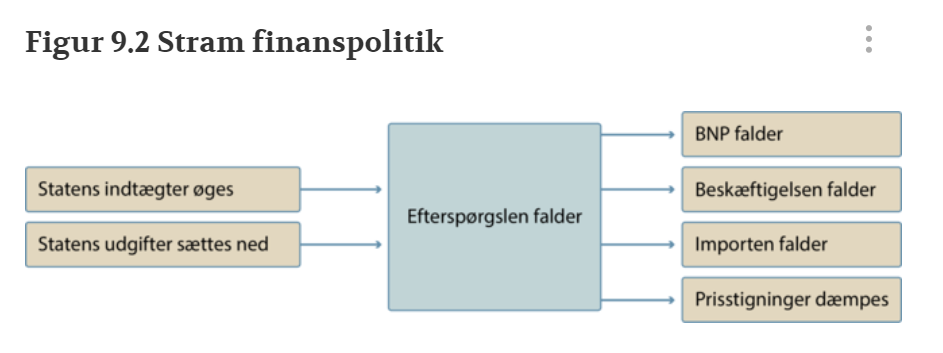 Figur 9.2 Stram finanspolitik
Statens indtægter øges
Statens udgifter sættes ned
Efterspørgslen falder
BNP falder
Beskæftigelsen falder
Importen falder
Prisstigninger dæmpes